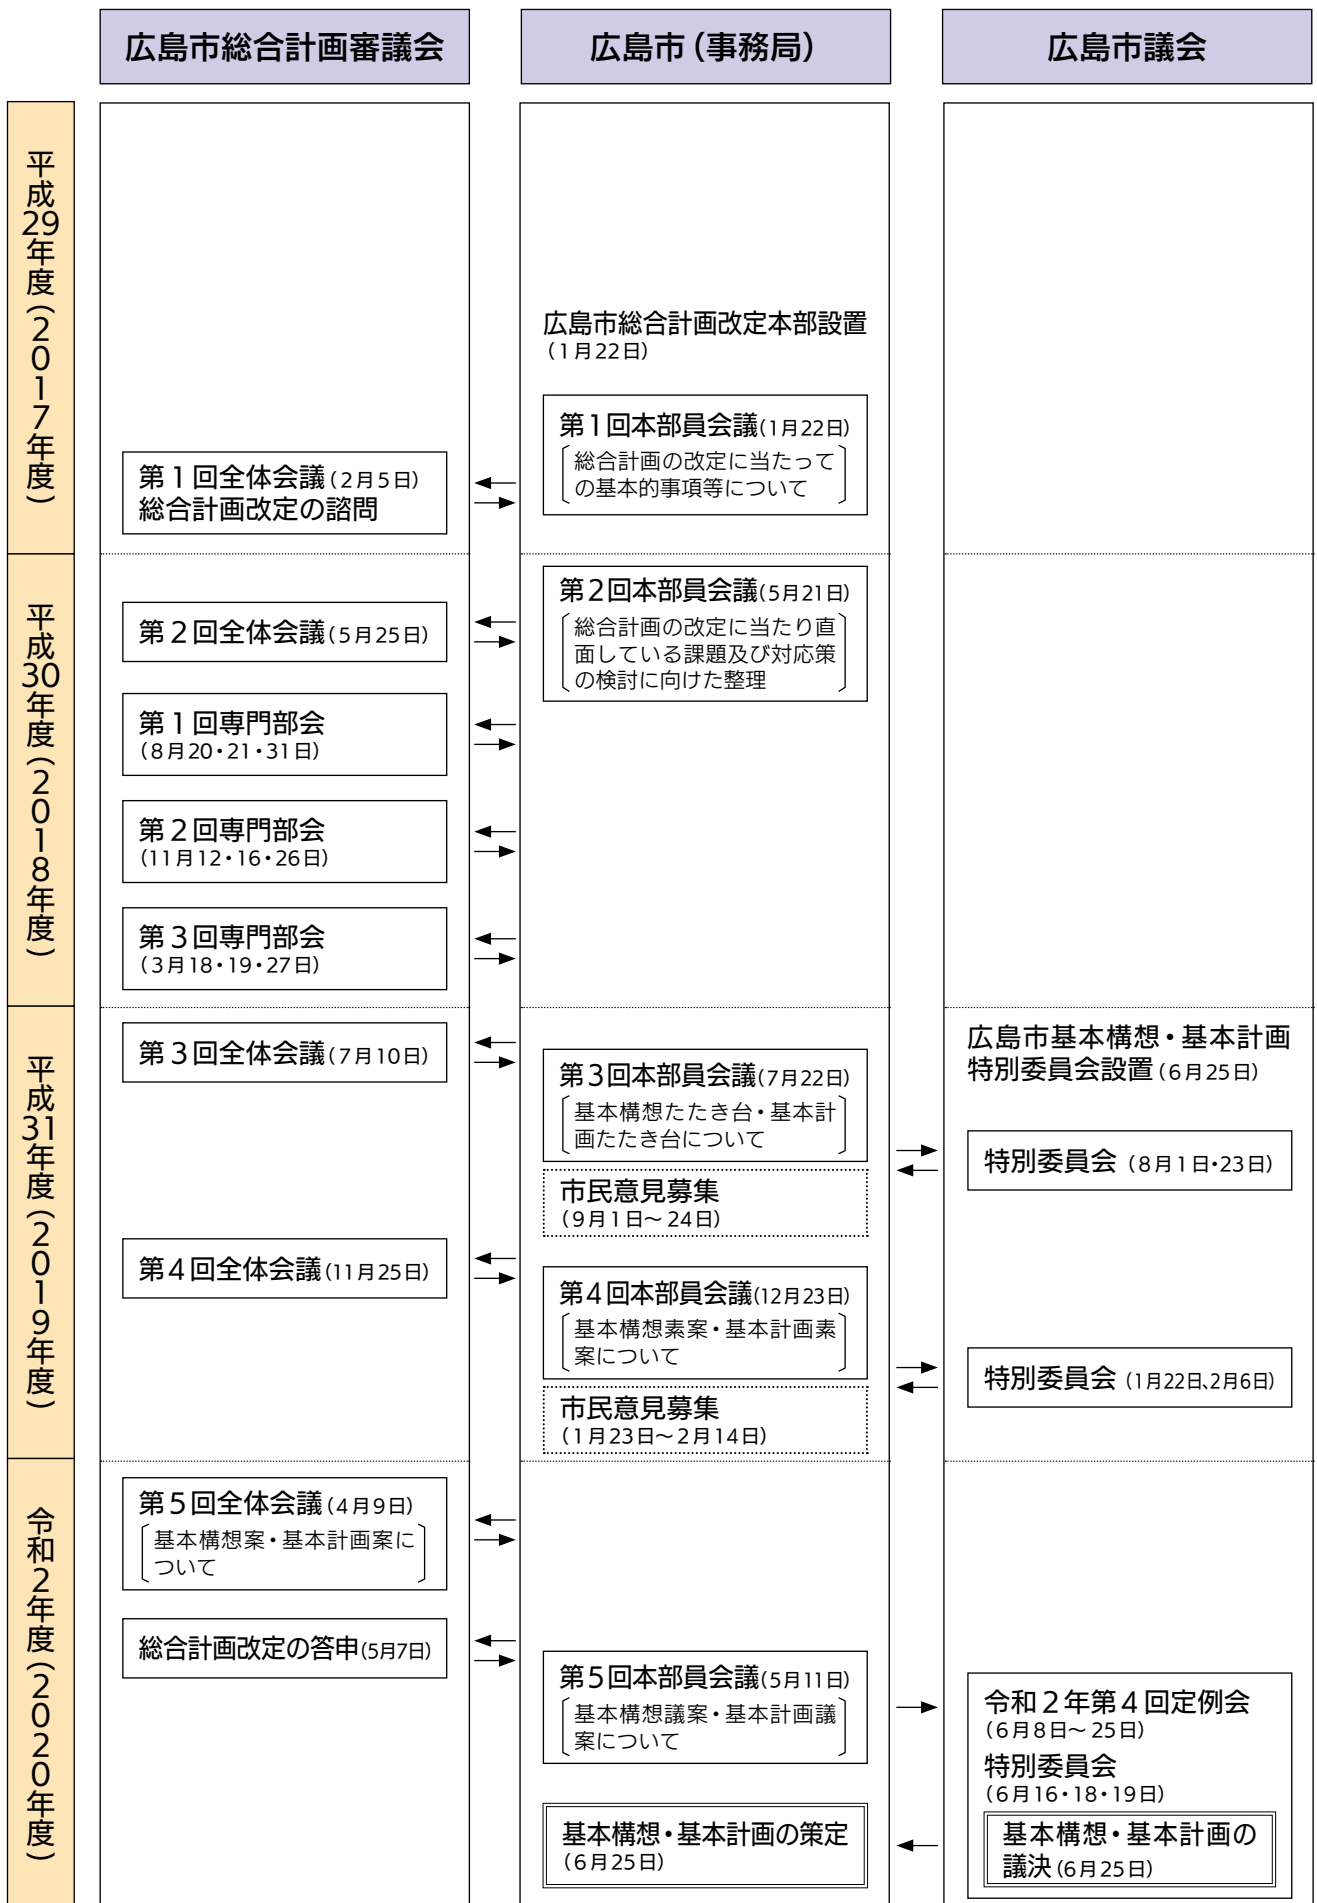 広島市総合計画審議会
広島市（事務局）
広島市議会
平成29年度（2017年度）
広島市総合計画改定本部設置
（1月22日）
第1回本部員会議（1月22日）
総合計画の改定に当たって
の基本的事項等について
第1回全体会議（2月5日）
総合計画改定の諮問
平成30年度（2018年度）
第2回本部員会議（5月21日）
総合計画の改定に当たり直
面している課題及び対応策
の検討に向けた整理
第2回全体会議（5月25日）
第1回専門部会
（8月20・21・31日）
第2回専門部会
（11月12・16・26日）
第3回専門部会
（3月18・19・27日）
平成31年度（2019年度）
第3回全体会議（7月10日）
広島市基本構想・基本計画
特別委員会設置（6月25日）
第3回本部員会議（7月22日）
基本構想たたき台・基本計
画たたき台について
特別委員会（8月1日・23日）
市民意見募集
（9月1日～24日）
第4回全体会議（11月25日）
第4回本部員会議（12月23日）
基本構想素案・基本計画素
案について
特別委員会（1月22日、2月6日）
市民意見募集
（1月23日～2月14日）
令和2年度（2020年度）
第5回全体会議（4月9日）
基本構想案・基本計画案に
ついて
総合計画改定の答申（5月7日）
第5回本部員会議（5月11日）
基本構想議案・基本計画議
案について
令和2年第4回定例会
（6月8日～25日）
特別委員会
（6月16・18・19日）
基本構想・基本計画の
議決（6月25日）
基本構想・基本計画の策定
（6月25日）